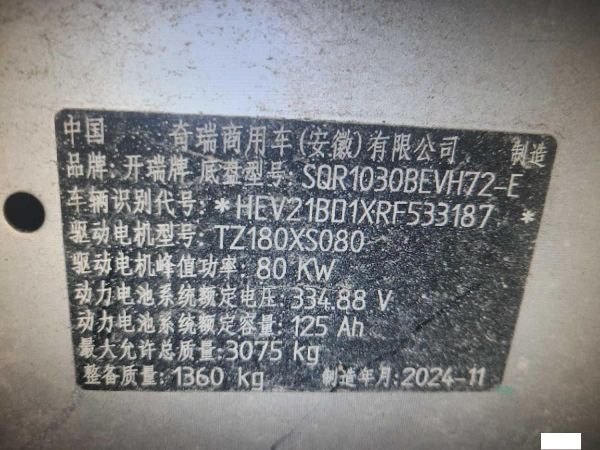 中国 奇瑞商用车(安徽)有限公司 制造
品牌: 开瑞牌 底盘型号: SQR1030BEVH72-E
车辆识别代号: *HEV21BD1XRF533187*
驱动电机型号: TZ180XS080
驱动电机峰值功率: 80 KW
动力电池系统额定电压: 334.88 V
动力电池系统额定容量: 125 Ah
最大允许总质量: 3075 kg
整备质量: 1360 kg 制造年月: 2024-11